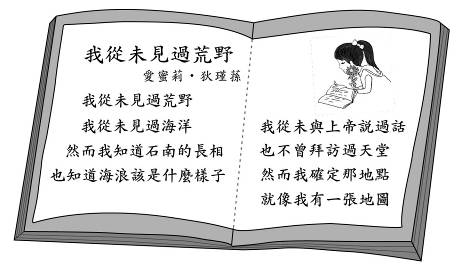 我從未見過荒野
愛蜜莉・狄瑾蓀
我從未見過荒野
我從未見過海洋
然而我知道石南的長相
也知道海浪該是什麼樣子
我從未與上帝說過話
也不曾拜訪過天堂
然而我確定那地點
就像我有一張地圖